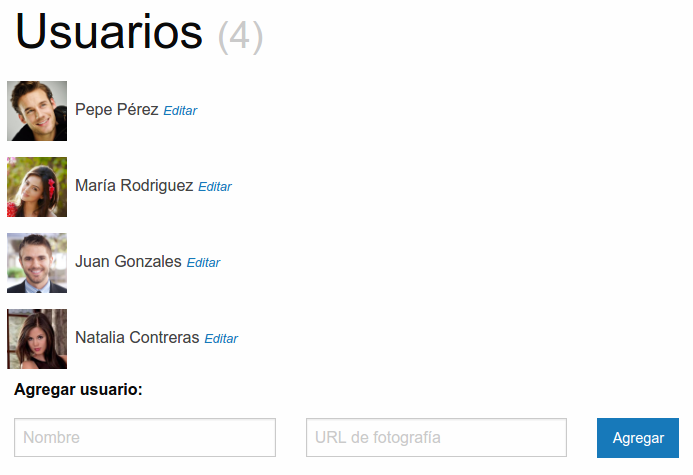 Usuarios (4)
Pepe Pérez Editar
María Rodriguez Editar
Juan Gonzales Editar
Natalia Contreras Editar
Agregar usuario:
Nombre URL de fotografía Agregar